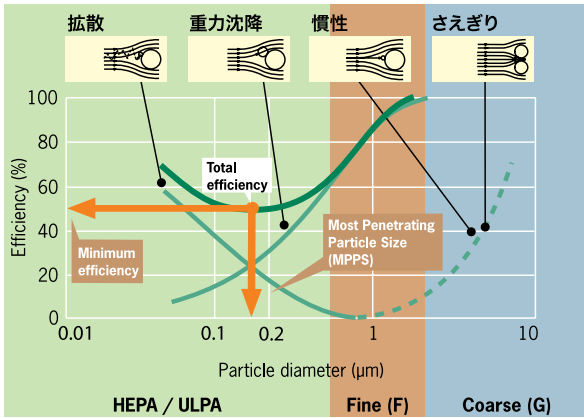 拡散
重力沈降
慣性
さえぎり
100
80
60
40
20
0
Efficiency (%)
Total
efficiency
Minimum
efficiency
Most Penetrating
Particle Size
(MPPS)
0.01
0.1
0.2
1
10
Particle diameter (µm)
HEPA / ULPA
Fine (F)
Coarse (G)